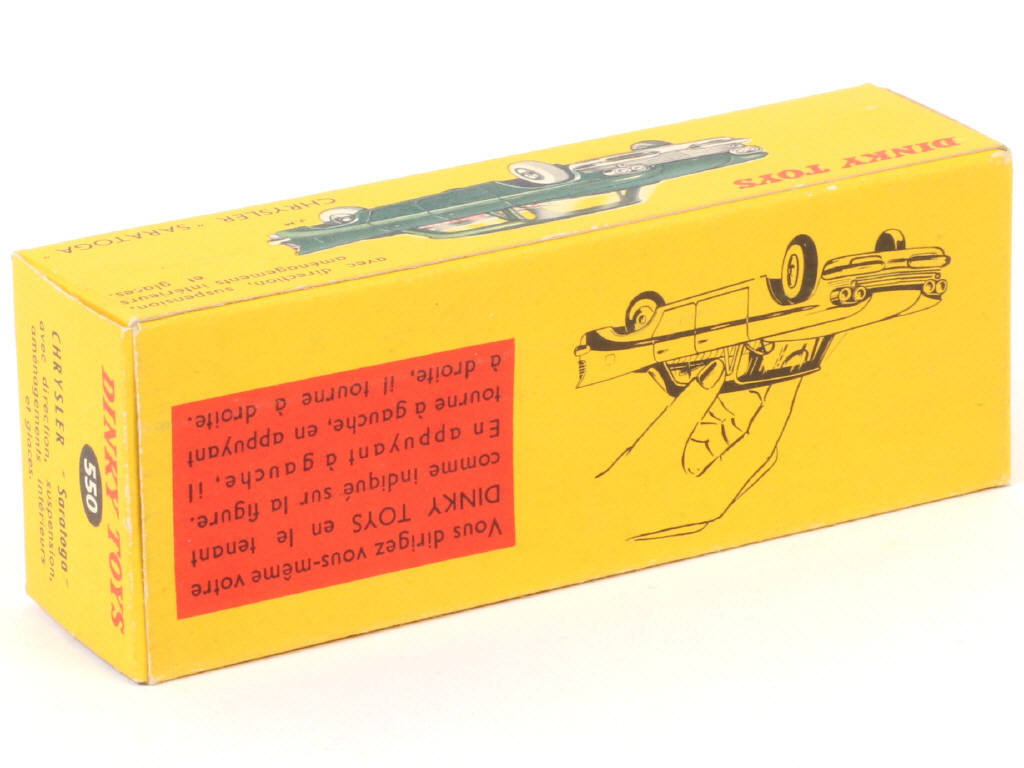 DINKY TOYS
CHRYSLER "SARATOGA"
avec direction, suspension,
aménagements intérieurs
et glaces.
Vous dirigez vous-même votre
DINKY TOYS en le tenant
comme indiqué sur la figure.
En appuyant à gauche, il
tourne à gauche, en appuyant
à droite, il tourne à droite.
DINKY TOYS
550
CHRYSLER "Saratoga"
avec direction, suspension,
aménagements intérieurs
et glaces.